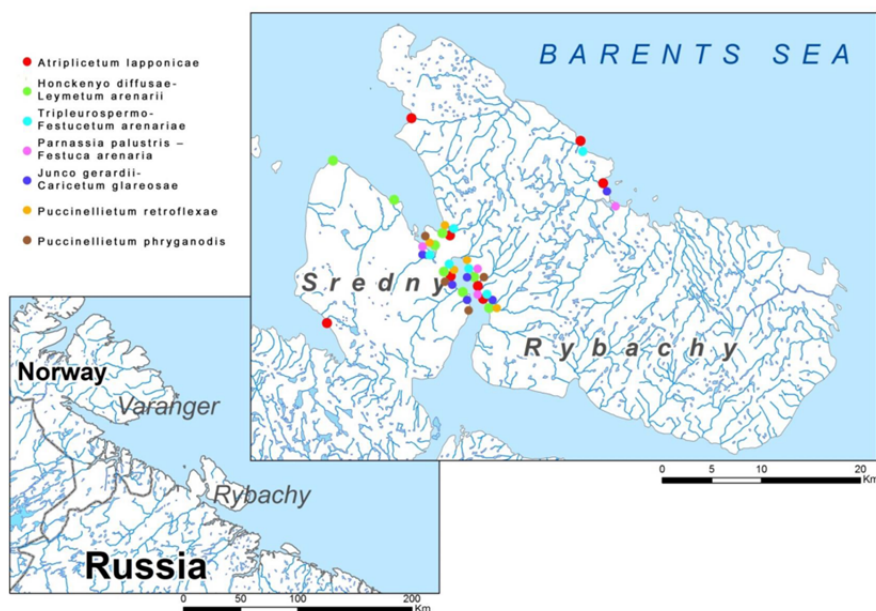 BARENTS SEA
Atriplicetum lapponicae
Honckenyo diffusae-
Leymetum arenarii
Tripleurospermo-
Festucetum arenariae
Parnassia palustris –
Festuca arenaria
Junco gerardii-
Caricetum glareosae
Puccinellietum retroflexae
Puccinellietum phryganodis
Sredny
Rybachy
Norway
Varanger
Rybachy
Russia
0 5 10 20
Km
0 50 100 200
Km